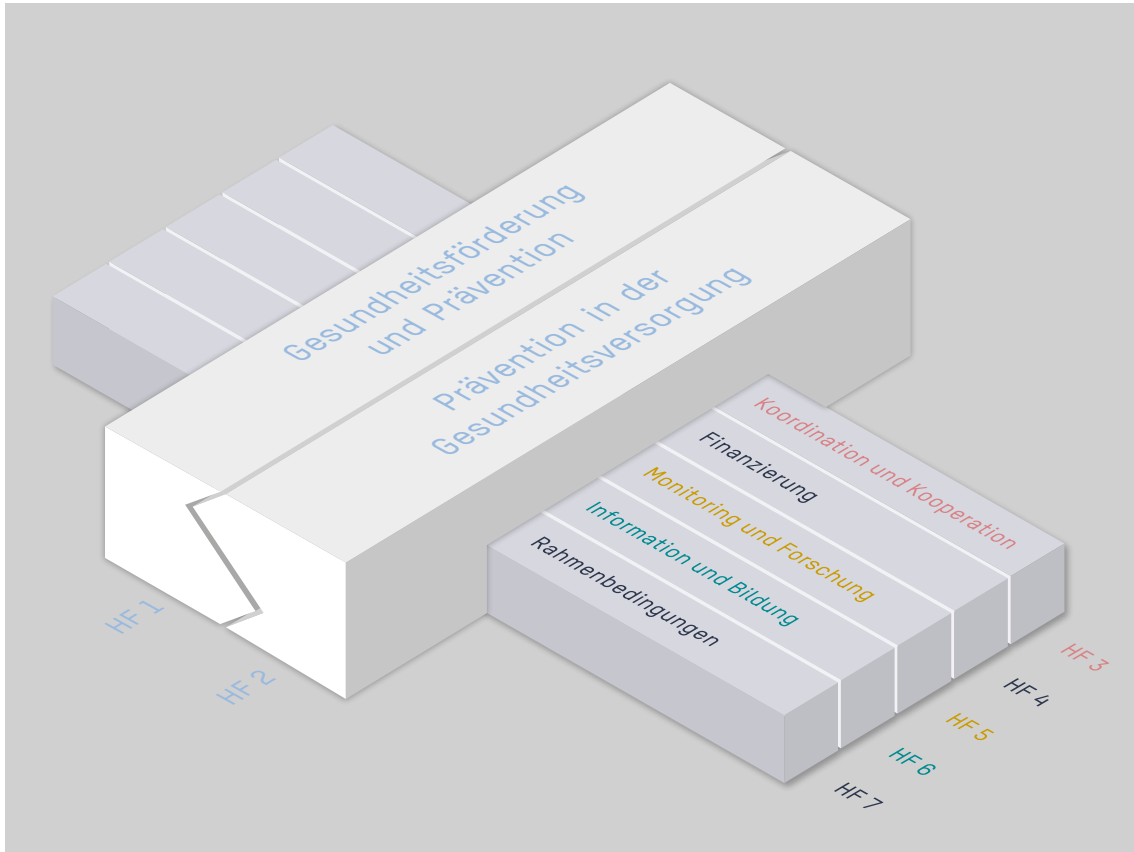 Gesundheitsförderung
und Prävention
Prävention in der
Gesundheitsversorgung
HF 1
HF 2
Koordination und Kooperation
Finanzierung
Monitoring und Forschung
Information und Bildung
Rahmenbedingungen
HF 3
HF 4
HF 5
HF 6
HF 7